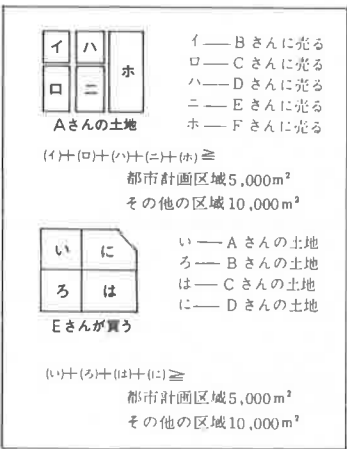 イ ハ ホ
ロ ニ
Aさんの土地
イ── Bさんに売る
ロ── Cさんに売る
ハ── Dさんに売る
ニ── Eさんに売る
ホ── Fさんに売る
(イ)+(ロ)+(ハ)+(ニ)+(ホ)≧
都市計画区域5,000m²
その他の区域10,000m²
い に
ろ は
Eさんが買う
い── Aさんの土地
ろ── Bさんの土地
は── Cさんの土地
に── Dさんの土地
(い)+(ろ)+(は)+(に)≧
都市計画区域5,000m²
その他の区域10,000m²